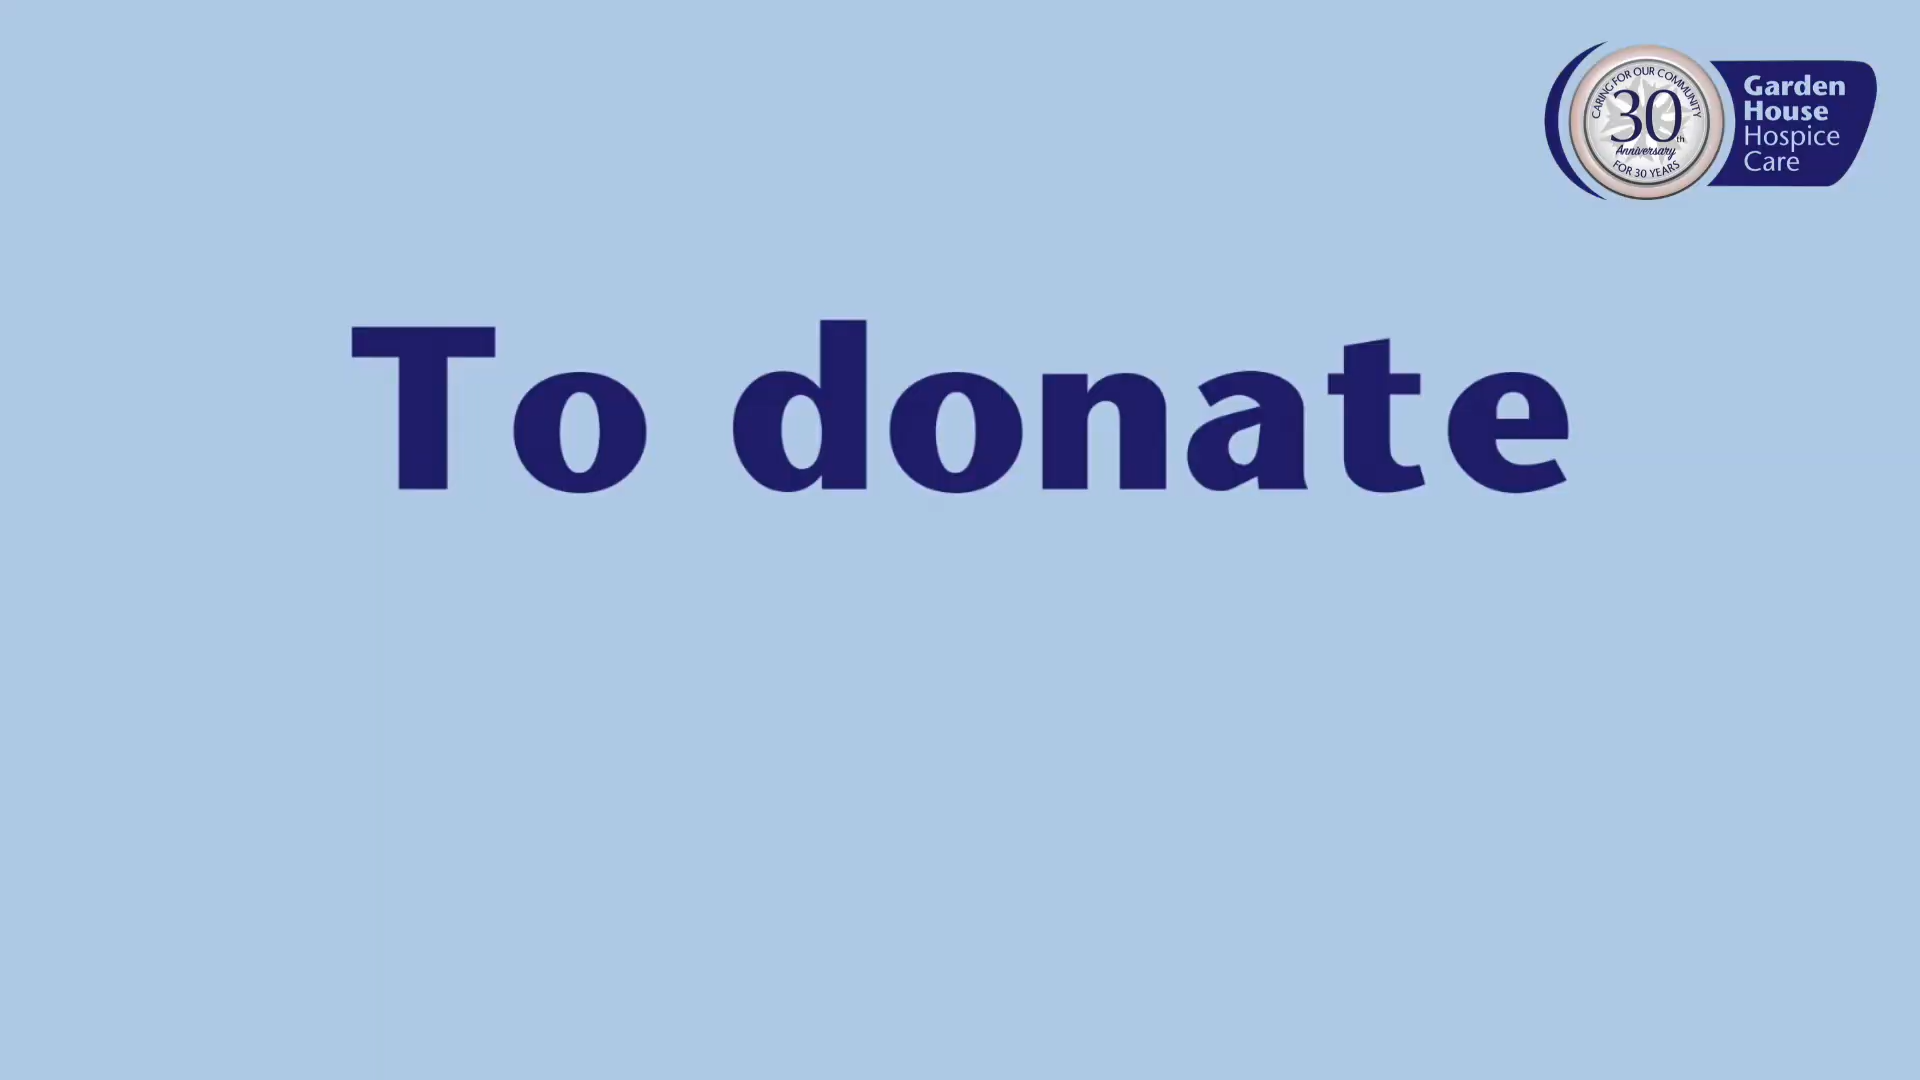 CARING FOR OUR COMMUNITY
30th
Anniversary
FOR 30 YEARS
Garden
House
Hospice
Care
To donate